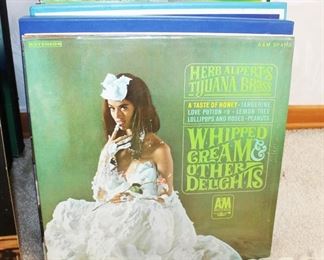 STEREO
A&M SP 4110
HERB ALPERT'S
TIJUANA BRASS
A TASTE OF HONEY • TANGERINE
LOVE POTION #9 • LEMON TREE
LOLLIPOPS AND ROSES • PEANUTS
WHIPPED
CREAM &
OTHER
DELIGHTS
A&M